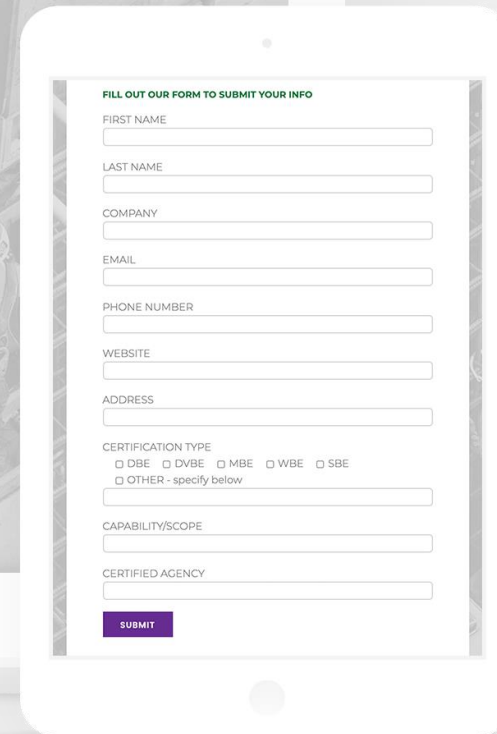 FILL OUT OUR FORM TO SUBMIT YOUR INFO
FIRST NAME
LAST NAME
COMPANY
EMAIL
PHONE NUMBER
WEBSITE
ADDRESS
CERTIFICATION TYPE
DBE DVBE MBE WBE SBE
OTHER - specify below
CAPABILITY/SCOPE
CERTIFIED AGENCY
SUBMIT